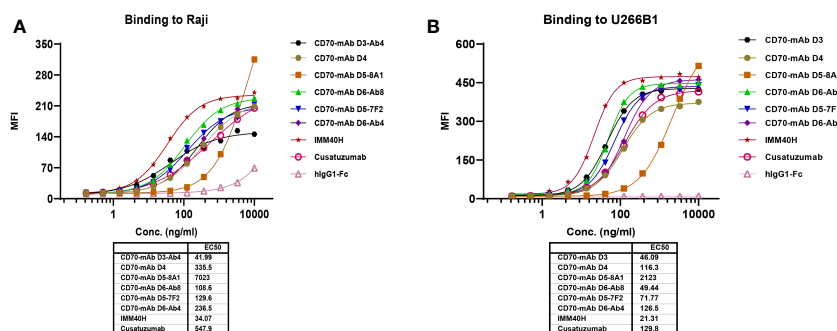 A
Binding to Raji
MFI
350
280
210
140
70
0
1
100
10000
Conc. (ng/ml)
CD70-mAb D3-Ab4
CD70-mAb D4
CD70-mAb D5-8A1
CD70-mAb D6-Ab8
CD70-mAb D5-7F2
CD70-mAb D6-Ab4
IMM40H
Cusatuzumab
hIgG1-Fc
EC50
CD70-mAb D3-Ab4 41.99
CD70-mAb D4 335.5
CD70-mAb D5-8A1 7023
CD70-mAb D6-Ab8 108.6
CD70-mAb D5-7F2 129.6
CD70-mAb D6-Ab4 236.5
IMM40H 34.07
Cusatuzumab 547.9
B
Binding to U266B1
MFI
600
450
300
150
0
1
100
10000
Conc. (ng/ml)
CD70-mAb D3
CD70-mAb D4
CD70-mAb D5-8A
CD70-mAb D6-Ab
CD70-mAb D5-7F
CD70-mAb D6-Ab
IMM40H
Cusatuzumab
hIgG1-Fc
EC50
CD70-mAb D3 46.09
CD70-mAb D4 116.3
CD70-mAb D5-8A1 2123
CD70-mAb D6-Ab8 49.44
CD70-mAb D5-7F2 71.77
CD70-mAb D6-Ab4 126.5
IMM40H 21.31
Cusatuzumab 129.8